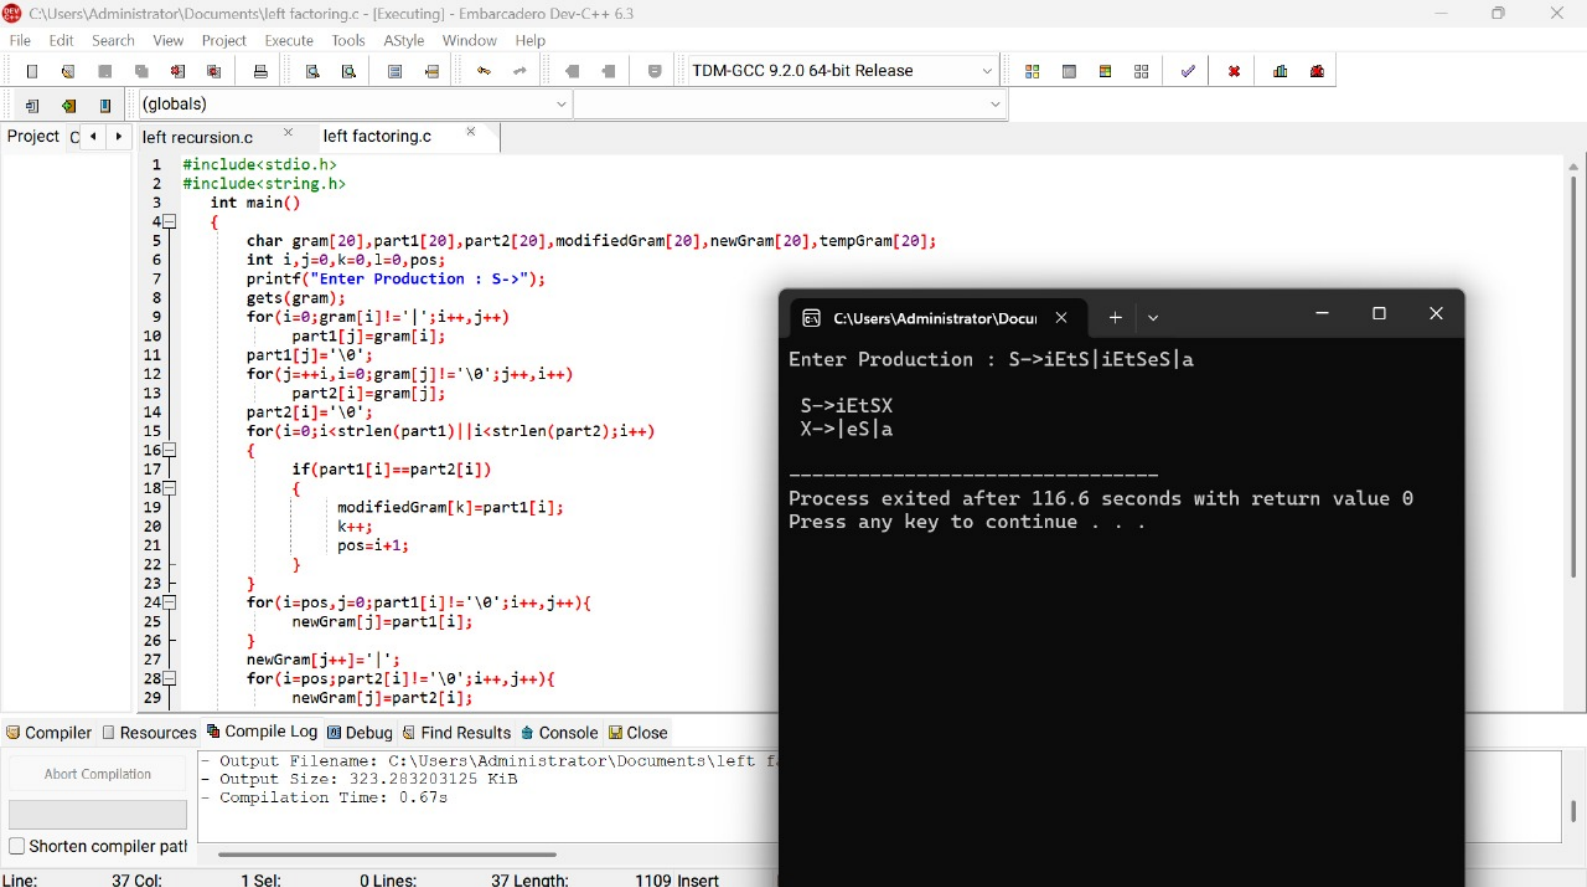 C:\Users\Administrator\Documents\left factoring.c - [Executing] - Embarcadero Dev-C++ 6.3
File Edit Search View Project Execute Tools AStyle Window Help
TDM-GCC 9.2.0 64-bit Release
(globals)
Project C left recursion.c left factoring.c
1 #include<stdio.h>
2 #include<string.h>
3 int main()
4 {
5 char gram[20],part1[20],part2[20],modifiedGram[20],newGram[20],tempGram[20];
6 int i,j=0,k=0,l=0,pos;
7 printf("Enter Production : S->");
8 gets(gram);
9 for(i=0;gram[i]!='|';i++,j++)
10 part1[j]=gram[i];
11 part1[j]='\0';
12 for(j=++i,i=0;gram[j]!='\0';j++,i++)
13 part2[i]=gram[j];
14 part2[i]='\0';
15 for(i=0;i<strlen(part1)||i<strlen(part2);i++)
16 {
17 if(part1[i]==part2[i])
18 {
19 modifiedGram[k]=part1[i];
20 k++;
21 pos=i+1;
22 }
23 }
24 for(i=pos,j=0;part1[i]!='\0';i++,j++){
25 newGram[j]=part1[i];
26 }
27 newGram[j++]='|';
28 for(i=pos;part2[i]!='\0';i++,j++){
29 newGram[j]=part2[i];
C:\Users\Administrator\Docu
Enter Production : S->iEtS|iEtSeS|a
S->iEtSX
X->|eS|a
--------------------------------
Process exited after 116.6 seconds with return value 0
Press any key to continue . . .
Compiler Resources Compile Log Debug Find Results Console Close
Abort Compilation
Shorten compiler path
- Output Filename: C:\Users\Administrator\Documents\left
- Output Size: 323.283203125 KiB
- Compilation Time: 0.67s
Line: 37 Col: 1 Sel: 0 Lines: 37 Length: 1109 Insert